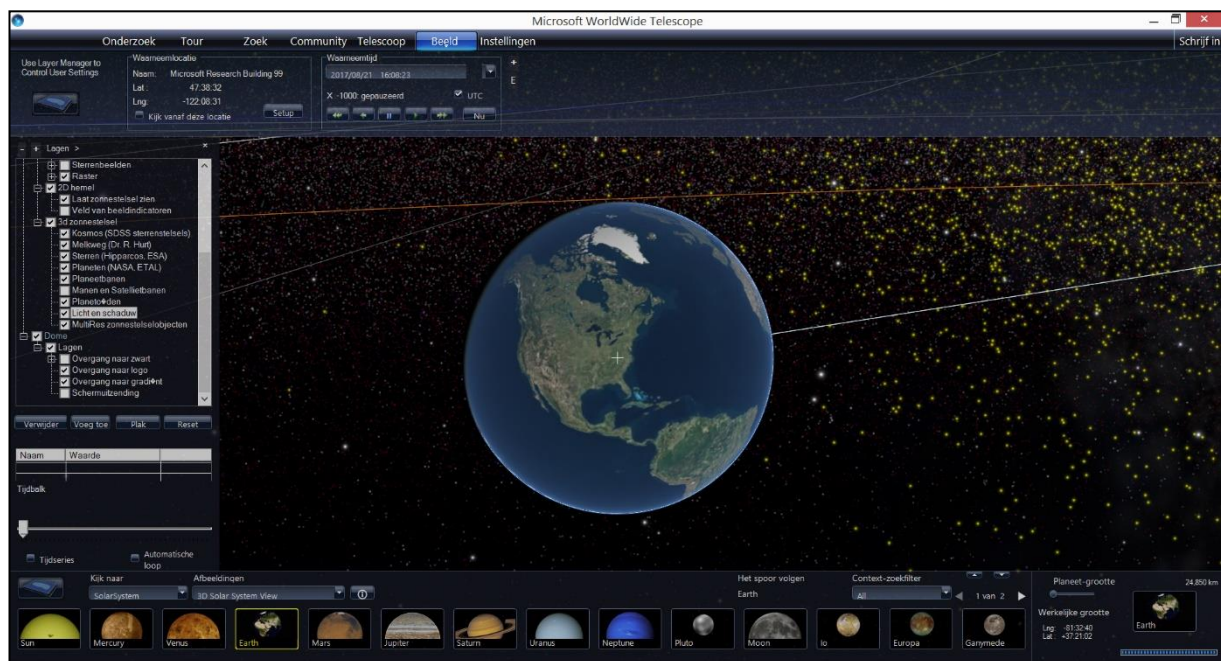 Microsoft WorldWide Telescope
Onderzoek Tour Zoek Community Telescoop Beeld Instellingen Schrijf in
Use Layer Manager to
Control User Settings
Waarneemlocatie
Naam: Microsoft Research Building 99
Lat : 47:38:32
Lng: -122:08:31
Kijk vanaf deze locatie
Setup
Waarneemtijd
2017/08/21 16:08:23
X -1000: gepauzeerd
UTC
Nu
+
E
- + Lagen > ×
Sterrenbeelden
Raster
2D hemel
Laat zonnestelsel zien
Veld van beeldindicatoren
3d zonnestelsel
Kosmos (SDSS sterrenstelsels)
Melkweg (Dr. R. Hurt)
Sterren (Hipparcos, ESA)
Planeten (NASA, ETAL)
Planeetbanen
Manen en Satellietbanen
Planeto�den
Licht en schaduw
MultiRes zonnestelselobjecten
Dome
Lagen
Overgang naar zwart
Overgang naar logo
Overgang naar gradi�nt
Schermuitzending
Verwijder Voeg toe Plak Reset
Naam Waarde
Tijdbalk
Tijdseries
Automatische
loop
Kijk naar
SolarSystem
Afbeeldingen
3D Solar System View
Het spoor volgen
Earth
Context-zoekfilter
All
1 van 2
Planeet-grootte
24.850 km
Werkelijke grootte
Lng: -81:32:40
Lat : +37:21:02
Earth
Sun Mercury Venus Earth Mars Jupiter Saturn Uranus Neptune Pluto Moon Io Europa Ganymede